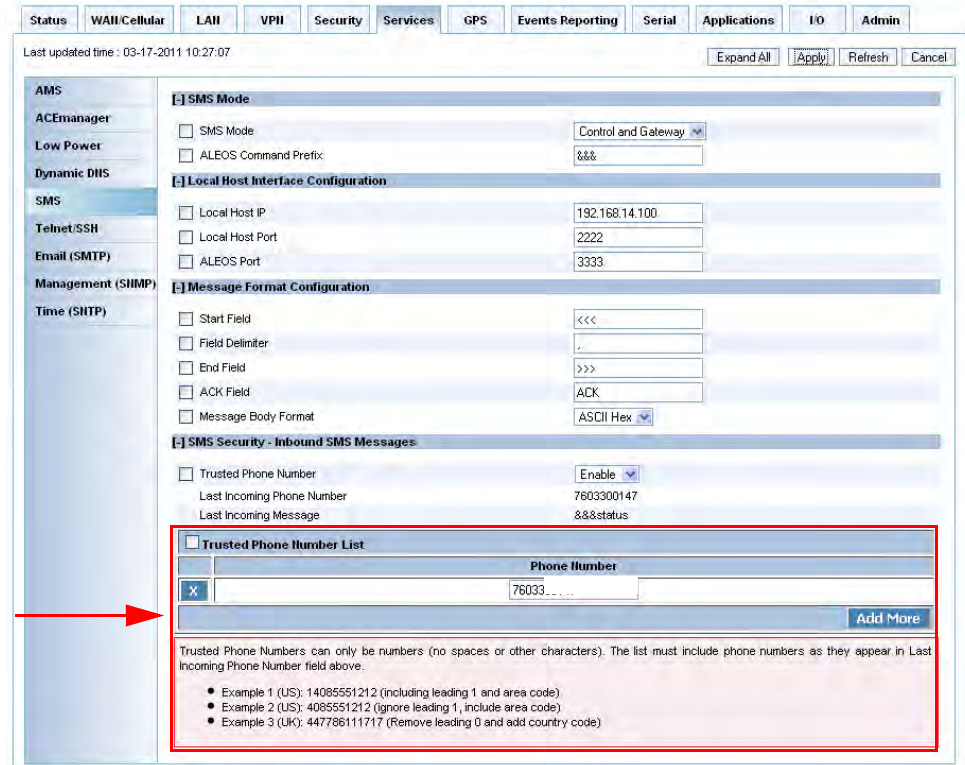 Status WAN/Cellular LAN VPN Security Services GPS Events Reporting Serial Applications I/O Admin
Last updated time : 03-17-2011 10:27:07
Expand All Apply Refresh Cancel
AMS
ACEmanager
Low Power
Dynamic DNS
SMS
Telnet/SSH
Email (SMTP)
Management (SNMP)
Time (SNTP)
[-] SMS Mode
SMS Mode Control and Gateway
ALEOS Command Prefix &&&
[-] Local Host Interface Configuration
Local Host IP 192.168.14.100
Local Host Port 2222
ALEOS Port 3333
[-] Message Format Configuration
Start Field <<<
Field Delimiter ,
End Field >>>
ACK Field ACK
Message Body Format ASCII Hex
[-] SMS Security - Inbound SMS Messages
Trusted Phone Number Enable
Last Incoming Phone Number 7603300147
Last Incoming Message &&&status
Trusted Phone Number List
Phone Number
X 76033
Add More
Trusted Phone Numbers can only be numbers (no spaces or other characters). The list must include phone numbers as they appear in Last
Incoming Phone Number field above.
• Example 1 (US): 14085551212 (including leading 1 and area code)
• Example 2 (US): 4085551212 (ignore leading 1, include area code)
• Example 3 (UK): 447786111717 (Remove leading 0 and add country code)